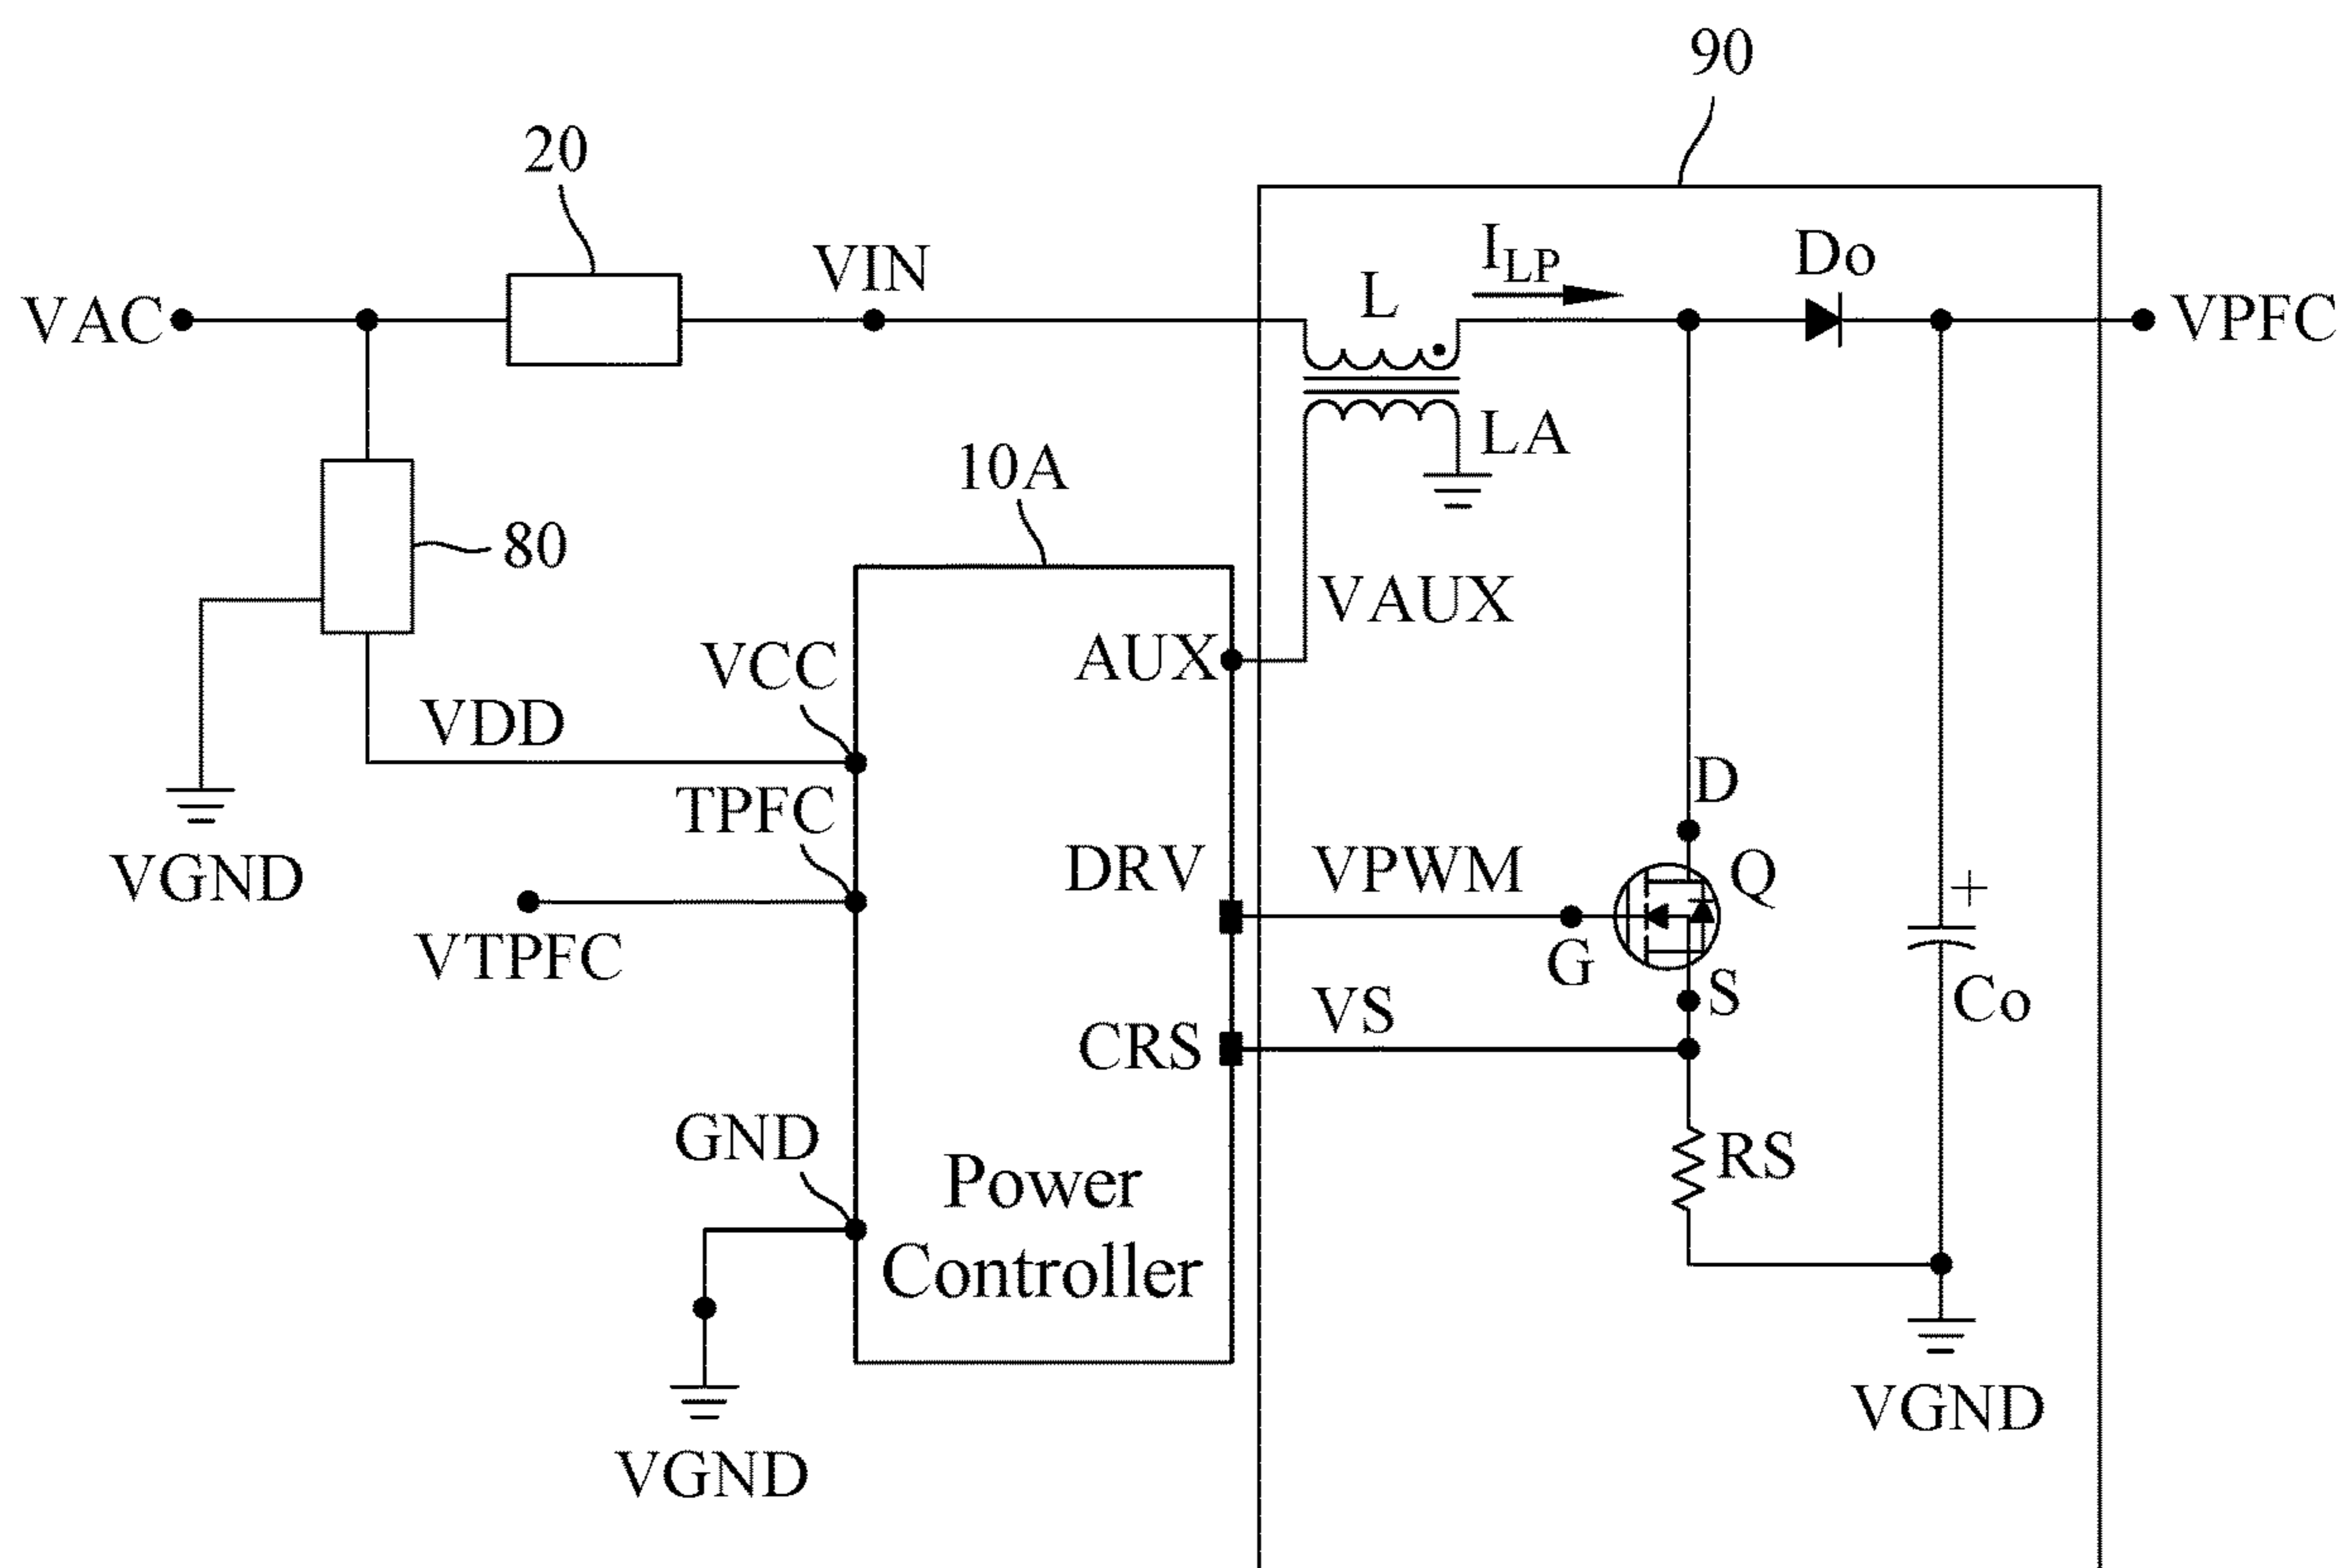 90
20
VAC
VIN
L
I_LP
Do
VPFC
LA
10A
80
VAUX
AUX
VCC
VDD
TPFC
D
VGND
DRV
VPWM
Q
+
VTPFC
G
S
VS
Co
CRS
GND
RS
Power
Controller
VGND
VGND